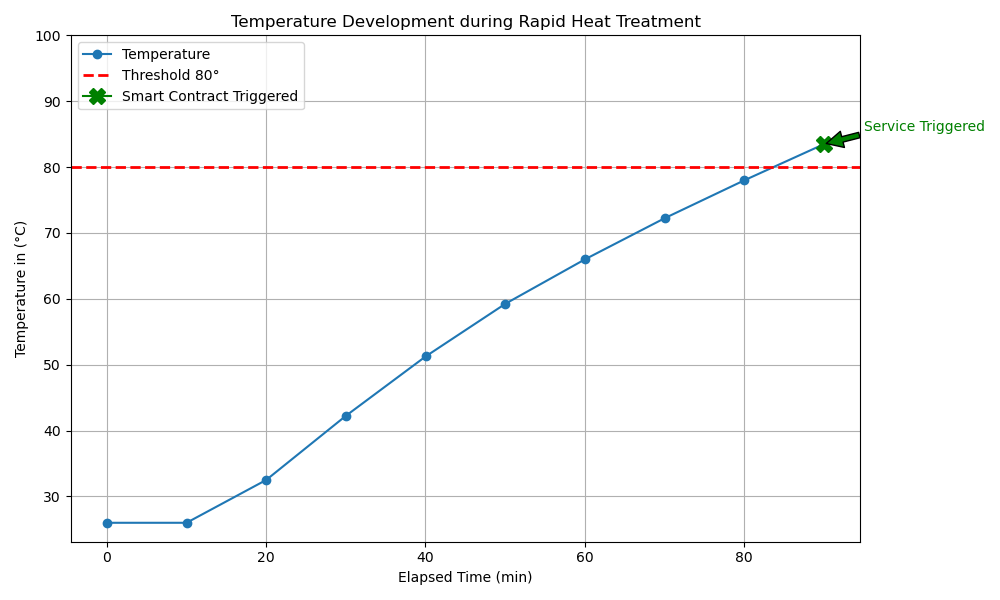 Temperature Development during Rapid Heat Treatment
Temperature
Threshold 80°
Smart Contract Triggered
Service Triggered
Temperature in (°C)
100
90
80
70
60
50
40
30
0 20 40 60 80
Elapsed Time (min)